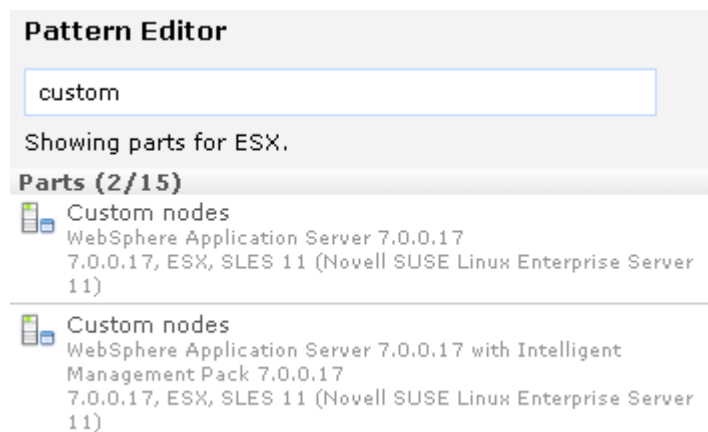 Pattern Editor
custom
Showing parts for ESX.
Parts (2/15)
Custom nodes
WebSphere Application Server 7.0.0.17
7.0.0.17, ESX, SLES 11 (Novell SUSE Linux Enterprise Server
11)
Custom nodes
WebSphere Application Server 7.0.0.17 with Intelligent
Management Pack 7.0.0.17
7.0.0.17, ESX, SLES 11 (Novell SUSE Linux Enterprise Server
11)